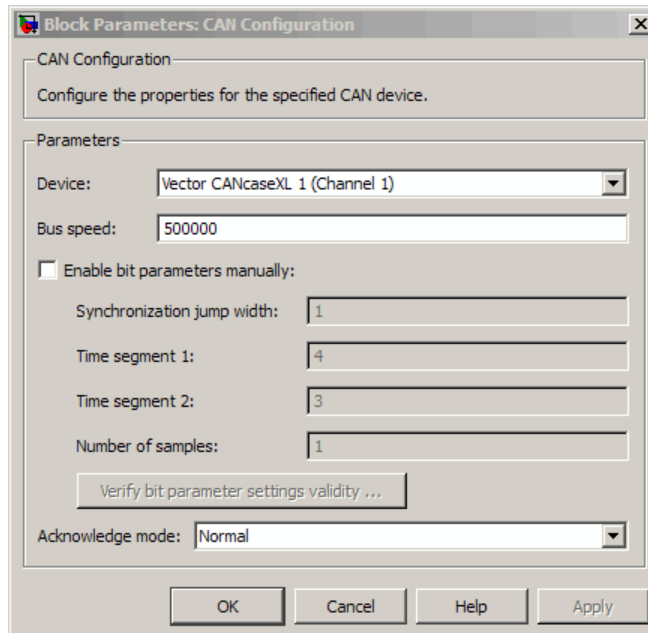 Block Parameters: CAN Configuration
CAN Configuration
Configure the properties for the specified CAN device.
Parameters
Device: Vector CANcaseXL 1 (Channel 1)
Bus speed: 500000
Enable bit parameters manually:
Synchronization jump width: 1
Time segment 1: 4
Time segment 2: 3
Number of samples: 1
Verify bit parameter settings validity ...
Acknowledge mode: Normal
OK Cancel Help Apply